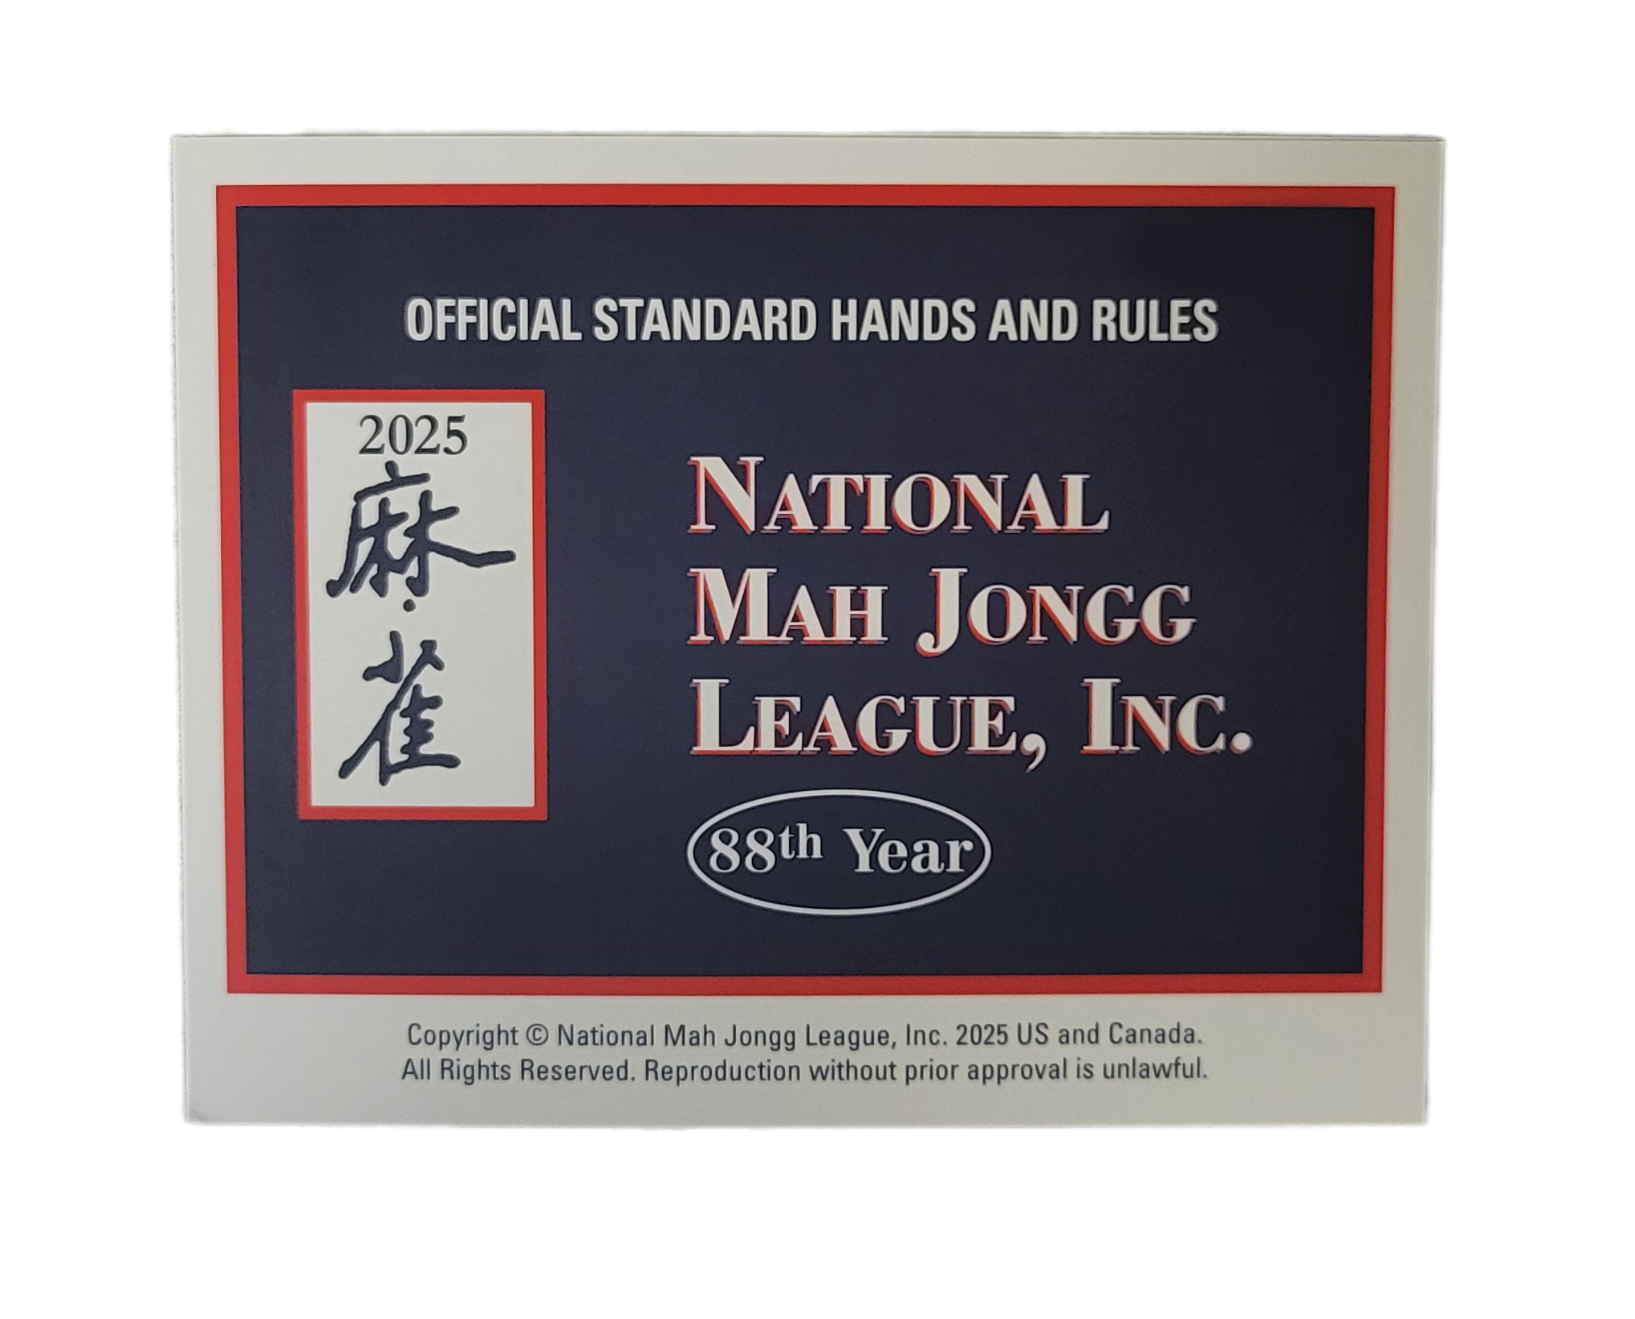 OFFICIAL STANDARD HANDS AND RULES
2025
麻
雀
NATIONAL
MAH JONGG
LEAGUE, INC.
88th Year
Copyright © National Mah Jongg League, Inc. 2025 US and Canada.
All Rights Reserved. Reproduction without prior approval is unlawful.